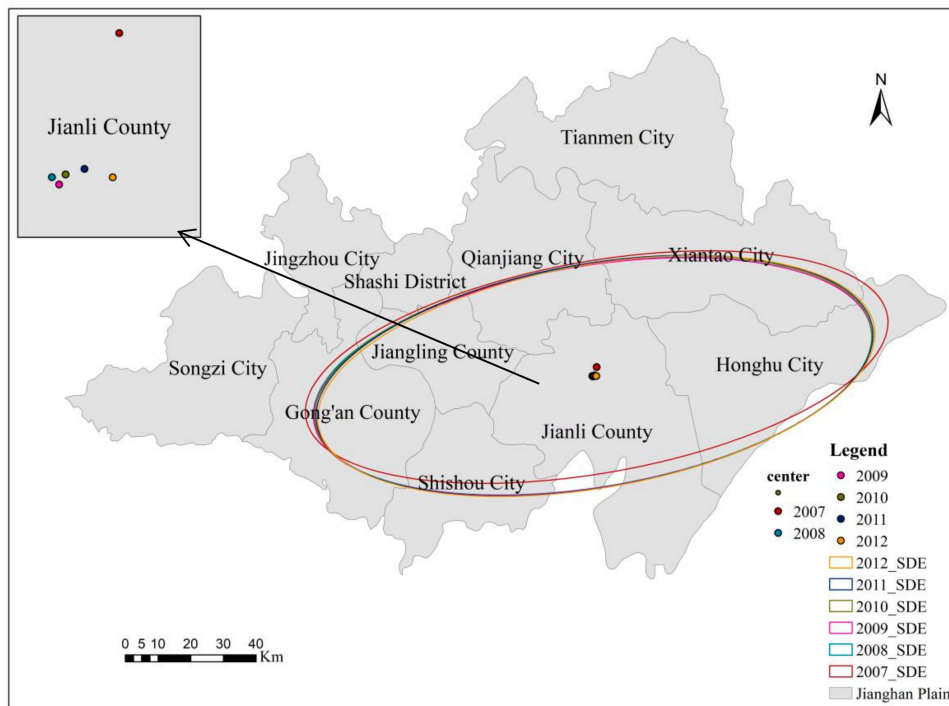 Jianli County
N
Tianmen City
Jingzhou City
Qianjiang City
Xiantao City
Shashi District
Songzi City
Jiangling County
Honghu City
Gong'an County
Jianli County
Shishou City
Legend
center
2007
2008
2009
2010
2011
2012
2012_SDE
2011_SDE
2010_SDE
2009_SDE
2008_SDE
2007_SDE
Jianghan Plain
0 5 10 20 30 40
Km